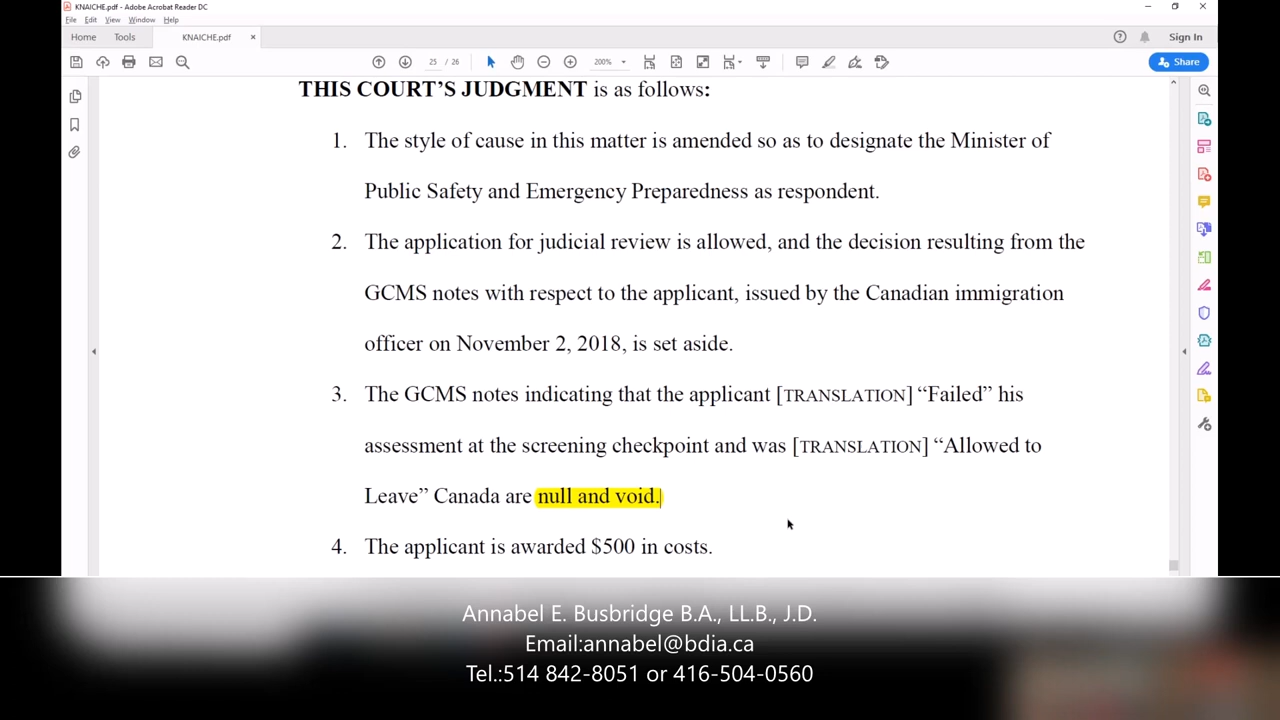 KNAICHE.pdf - Adobe Acrobat Reader DC
File Edit View Window Help
Home Tools KNAICHE.pdf × Sign In
25 / 26 200% Share
THIS COURT’S JUDGMENT is as follows:
1. The style of cause in this matter is amended so as to designate the Minister of
Public Safety and Emergency Preparedness as respondent.
2. The application for judicial review is allowed, and the decision resulting from the
GCMS notes with respect to the applicant, issued by the Canadian immigration
officer on November 2, 2018, is set aside.
3. The GCMS notes indicating that the applicant [TRANSLATION] “Failed” his
assessment at the screening checkpoint and was [TRANSLATION] “Allowed to
Leave” Canada are null and void.
4. The applicant is awarded $500 in costs.
Annabel E. Busbridge B.A., LL.B., J.D.
Email:annabel@bdia.ca
Tel.:514 842-8051 or 416-504-0560